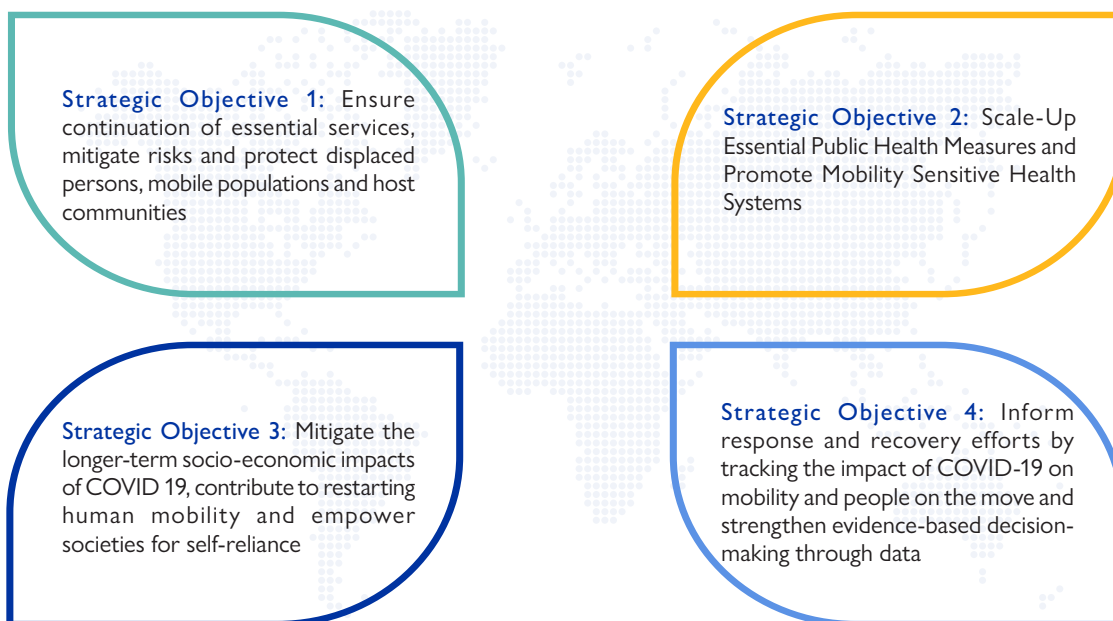 Strategic Objective 1: Ensure
continuation of essential services,
mitigate risks and protect displaced
persons, mobile populations and host
communities
Strategic Objective 2: Scale-Up
Essential Public Health Measures and
Promote Mobility Sensitive Health
Systems
Strategic Objective 3: Mitigate the
longer-term socio-economic impacts
of COVID 19, contribute to restarting
human mobility and empower
societies for self-reliance
Strategic Objective 4: Inform
response and recovery efforts by
tracking the impact of COVID-19 on
mobility and people on the move and
strengthen evidence-based decision-
making through data